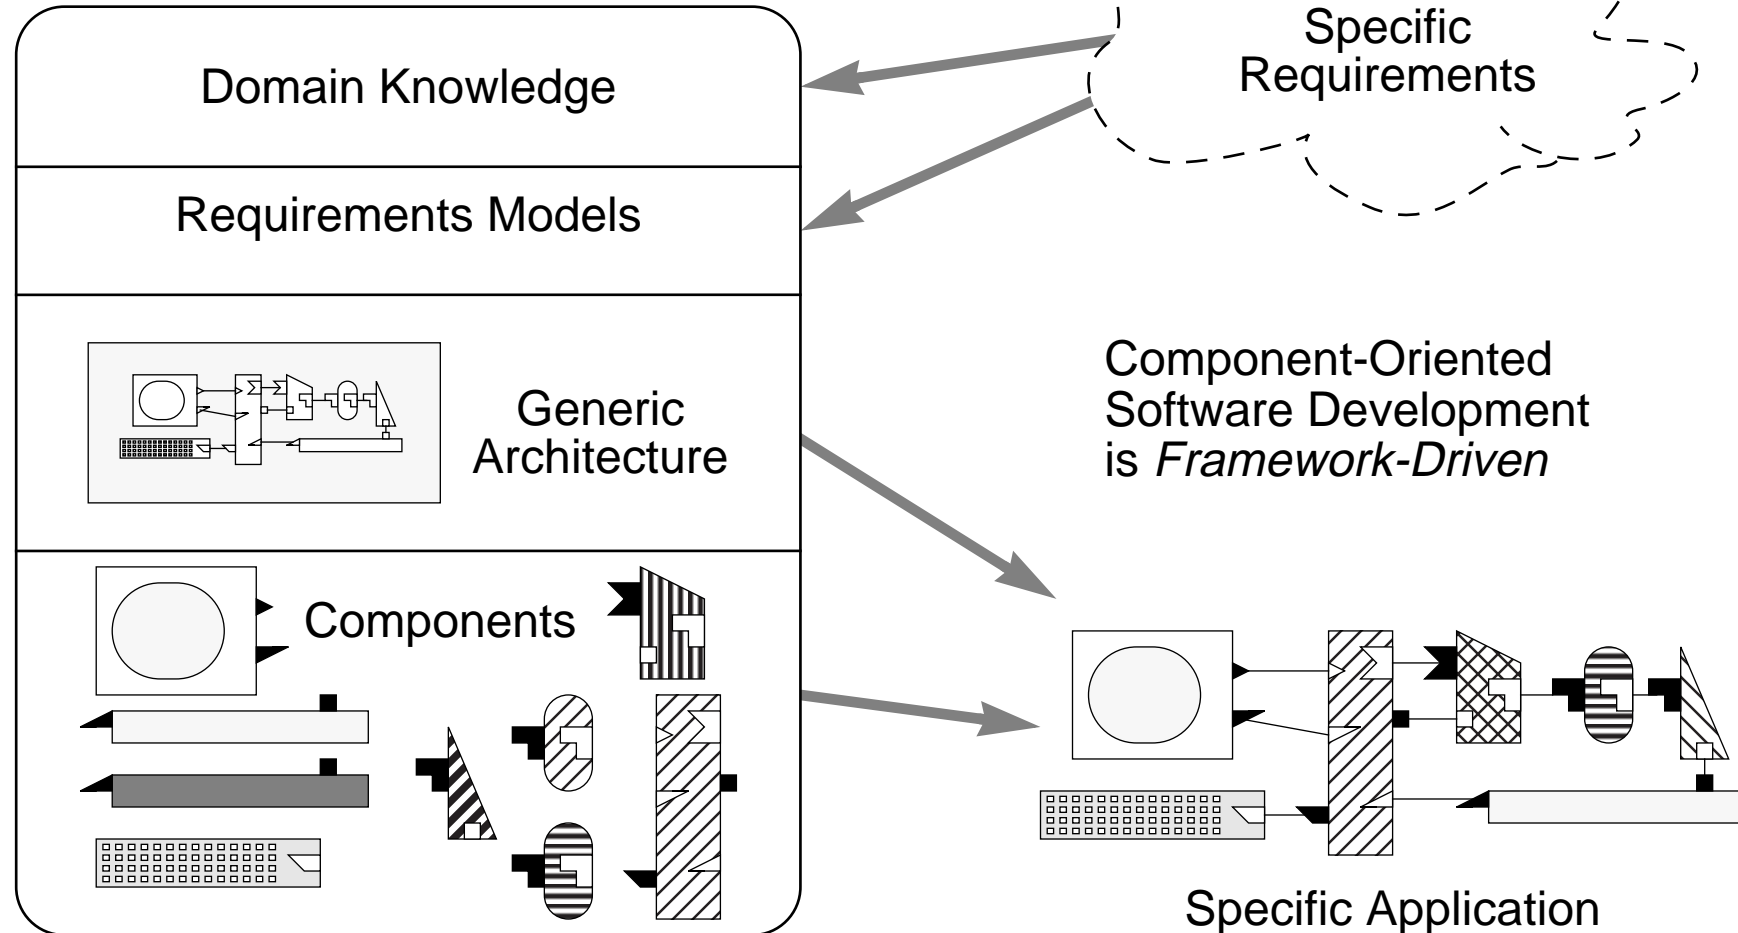 Domain Knowledge
Specific
Requirements
Requirements Models
Generic
Architecture
Component-Oriented
Software Development
is Framework-Driven
Components
Specific Application